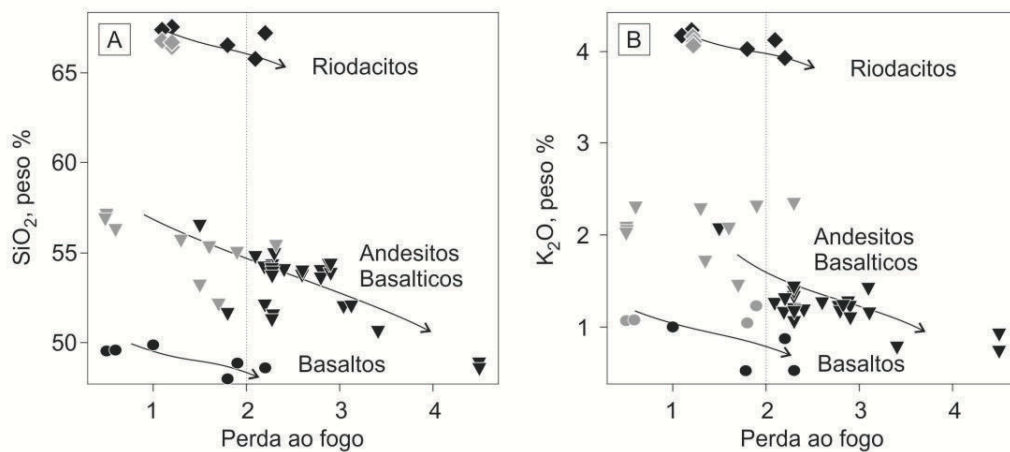 A
SiO2, peso %
65
60
55
50
Riodacitos
Andesitos
Basalticos
Basaltos
1
2
3
4
Perda ao fogo
B
K2O, peso %
4
3
2
1
Riodacitos
Andesitos
Basalticos
Basaltos
1
2
3
4
Perda ao fogo